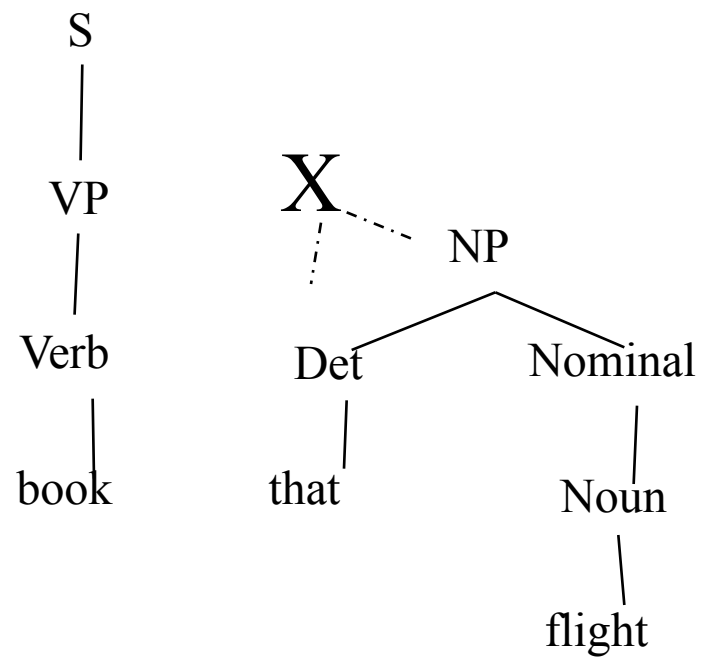 S
X
VP
NP
Verb
Det
Nominal
book
that
Noun
flight